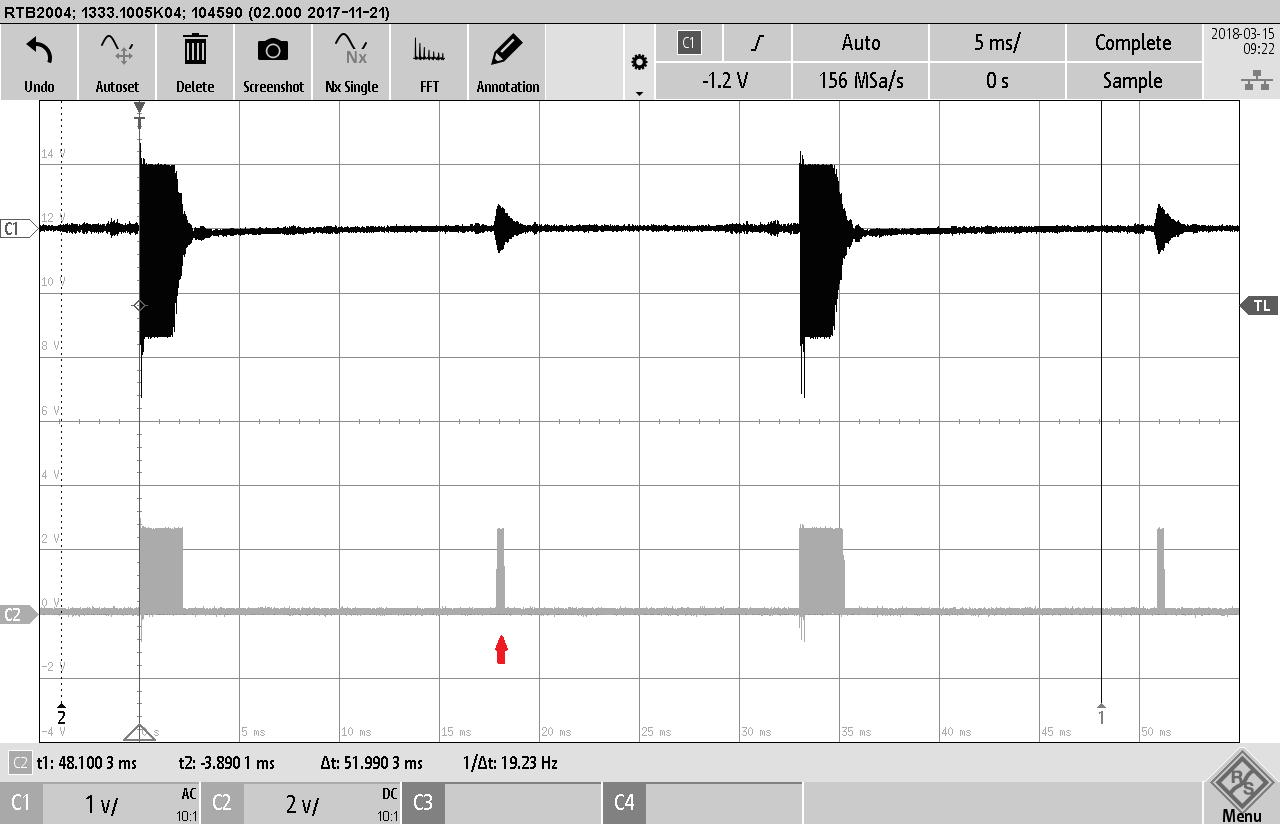 RTB2004; 1333.1005K04; 104590 (02.000 2017-11-21)
Undo
Autoset
Delete
Screenshot
Nx
Nx Single
FFT
Annotation
C1
Auto
5 ms/
Complete
2018-03-15
09:22
-1.2 V
156 MSa/s
0 s
Sample
T
14 V
12 V
C1
10 V
TL
8 V
6 V
4 V
2 V
0 V
C2
-2 V
2
1
-4 V
0 s
5 ms
10 ms
15 ms
20 ms
25 ms
30 ms
35 ms
40 ms
45 ms
50 ms
C2 t1: 48.100 3 ms t2: -3.890 1 ms Δt: 51.990 3 ms 1/Δt: 19.23 Hz
C1 1 V/ AC 10:1
C2 2 V/ DC 10:1
C3
C4
R S
Menu